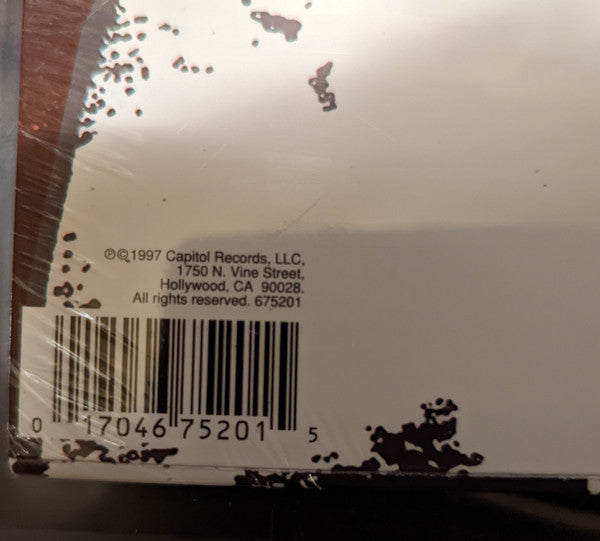 ℗©1997 Capitol Records, LLC,
1750 N. Vine Street,
Hollywood, CA 90028.
All rights reserved. 675201
0 17046 75201 5